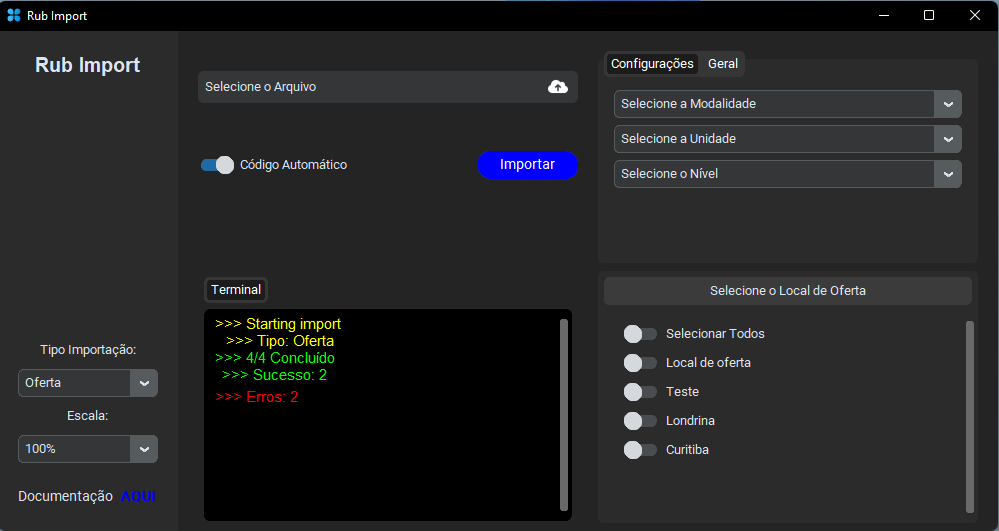 Rub Import
Rub Import
Tipo Importação:
Oferta
Escala:
100%
Documentação AQUI
Selecione o Arquivo
Código Automático
Importar
Terminal
>>> Starting import
>>> Tipo: Oferta
>>> 4/4 Concluído
>>> Sucesso: 2
>>> Erros: 2
Configurações Geral
Selecione a Modalidade
Selecione a Unidade
Selecione o Nível
Selecione o Local de Oferta
Selecionar Todos
Local de oferta
Teste
Londrina
Curitiba